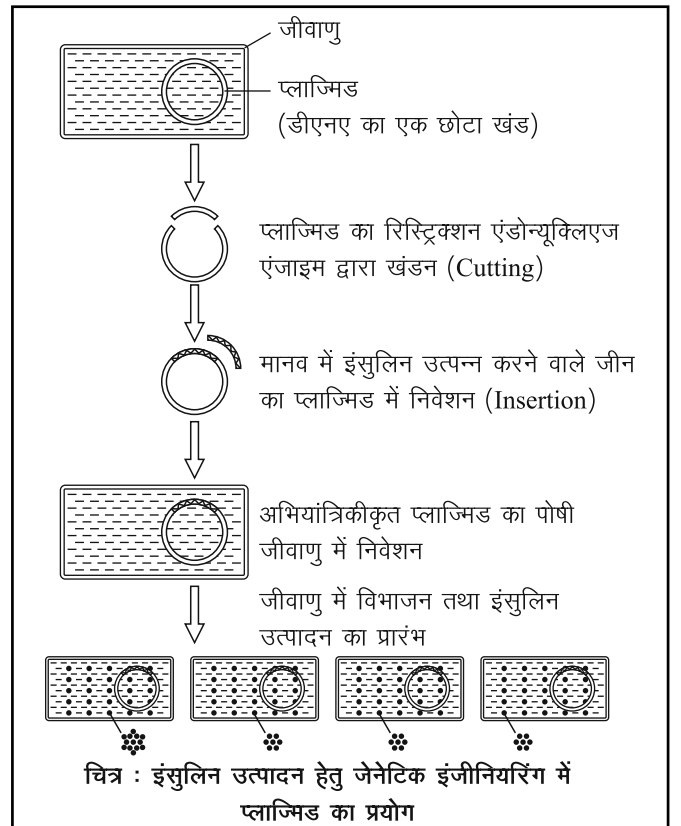 जीवाणु
प्लाज्मिड
(डीएनए का एक छोटा खंड)
प्लाज्मिड का रिस्ट्रिक्शन एंडोन्यूक्लिएज
एंजाइम द्वारा खंडन (Cutting)
मानव में इंसुलिन उत्पन्न करने वाले जीन
का प्लाज्मिड में निवेशन (Insertion)
अभियांत्रिकीकृत प्लाज्मिड का पोषी
जीवाणु में निवेशन
जीवाणु में विभाजन तथा इंसुलिन
उत्पादन का प्रारंभ
चित्र : इंसुलिन उत्पादन हेतु जेनेटिक इंजीनियरिंग में
प्लाज्मिड का प्रयोग